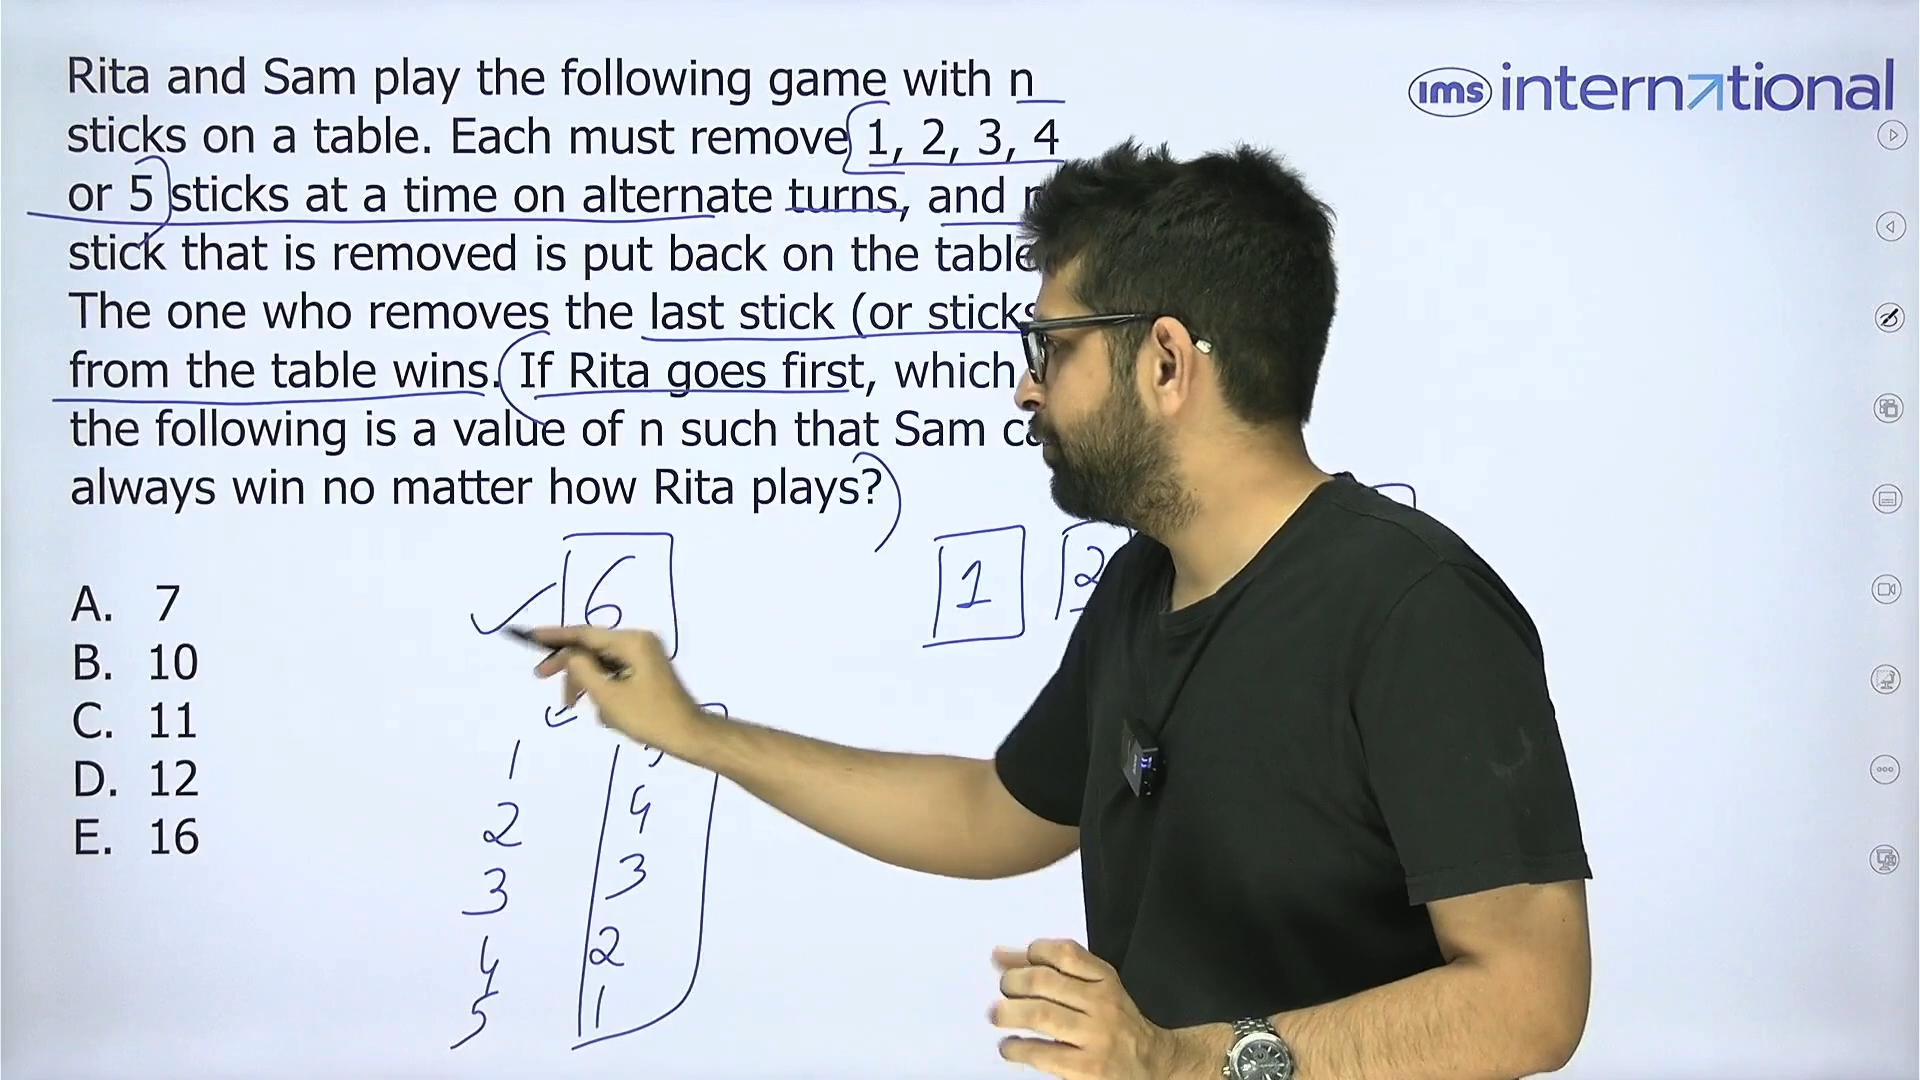 Rita and Sam play the following game with n
sticks on a table. Each must remove 1, 2, 3, 4
or 5 sticks at a time on alternate turns, and
stick that is removed is put back on the table
The one who removes the last stick (or sticks
from the table wins. If Rita goes first, which
the following is a value of n such that Sam
always win no matter how Rita plays?
A. 7
B. 10
C. 11
D. 12
E. 16
ims international
6
1 2
1
2 4
3 3
4 2
5 1